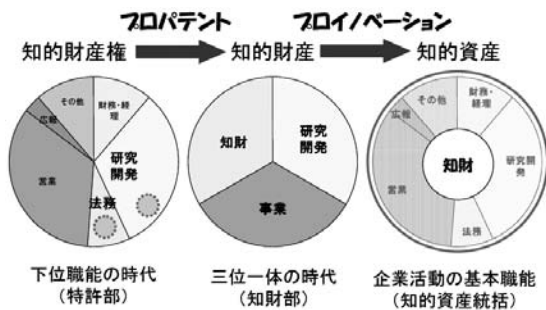 プロパテント
プロイノベーション
知的財産権
知的財産
知的資産
その他
財務・経
理
広報
研究
開発
営業
法務
知財
研究
開発
事業
その他
財務・
経理
広報
知財
研究開
発
営業
法務
下位職能の時代
(特許部)
三位一体の時代
(知財部)
企業活動の基本職能
(知的資産統括)